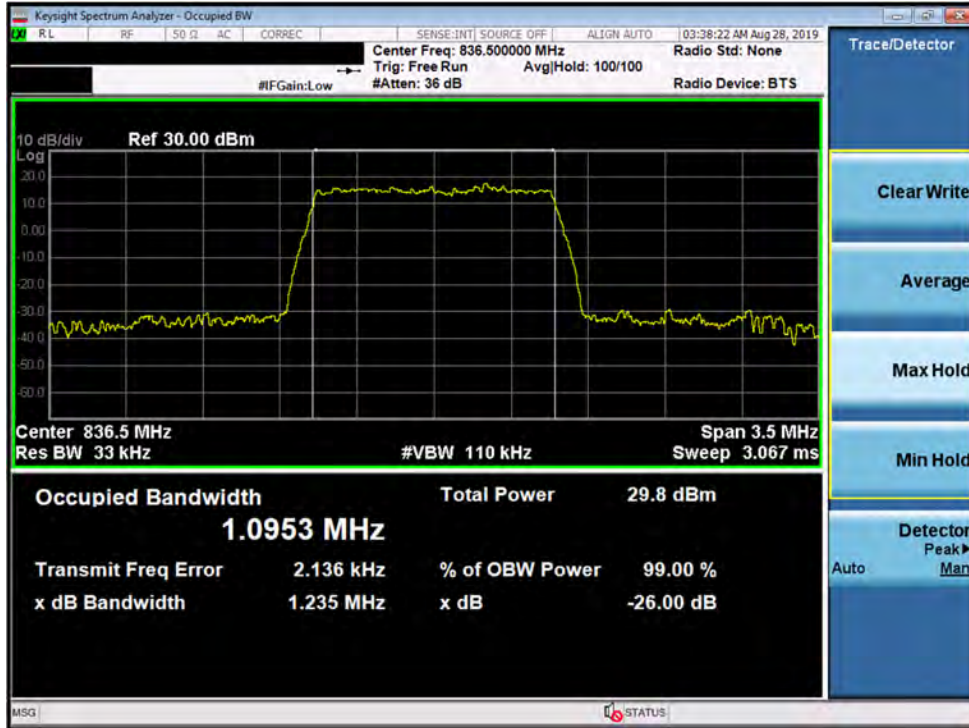 Keysight Spectrum Analyzer - Occupied BW
LXI RL RF 50 Ω AC CORREC SENSE:INT SOURCE OFF ALIGN AUTO 03:38:22 AM Aug 28, 2019
Center Freq: 836.500000 MHz Radio Std: None
Trig: Free Run Avg|Hold: 100/100
#IFGain:Low #Atten: 36 dB Radio Device: BTS
10 dB/div Ref 30.00 dBm
Log
20.0
10.0
0.00
-10.0
-20.0
-30.0
-40.0
-50.0
-60.0
Center 836.5 MHz Span 3.5 MHz
Res BW 33 kHz #VBW 110 kHz Sweep 3.067 ms
Occupied Bandwidth Total Power 29.8 dBm
1.0953 MHz
Transmit Freq Error 2.136 kHz % of OBW Power 99.00 %
x dB Bandwidth 1.235 MHz x dB -26.00 dB
MSG STATUS
Trace/Detector
Clear Write
Average
Max Hold
Min Hold
Detector
Peak▶
Auto Man